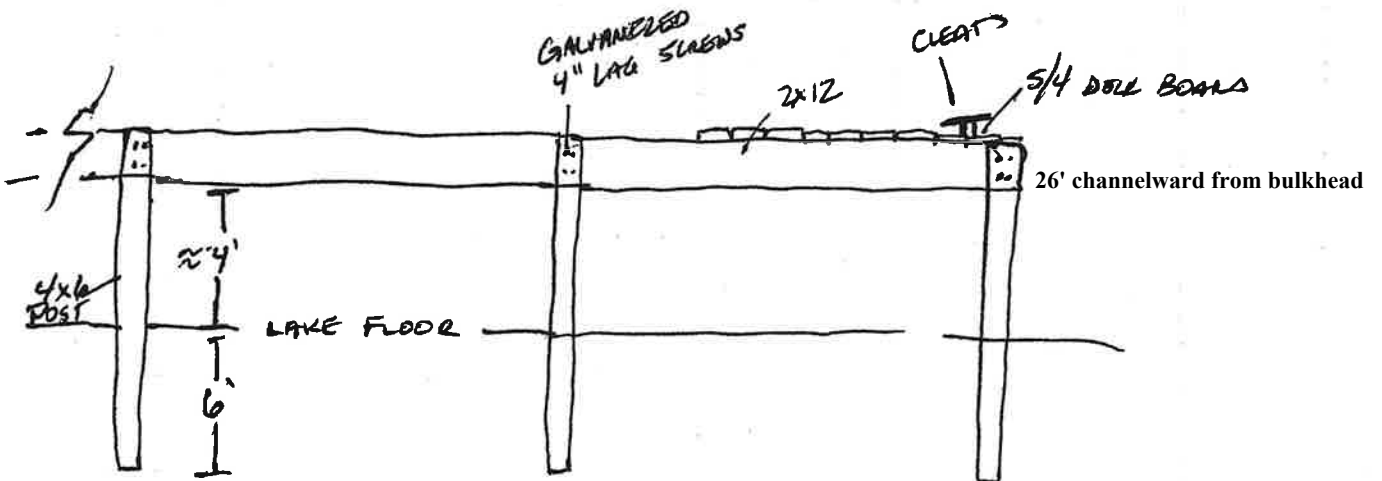 GALVANIZED
4" LAG SCREWS
CLEATS
2x12
5/4 DECK BOARD
26' channelward from bulkhead
≈4'
4x6
POST
LAKE FLOOR
6'